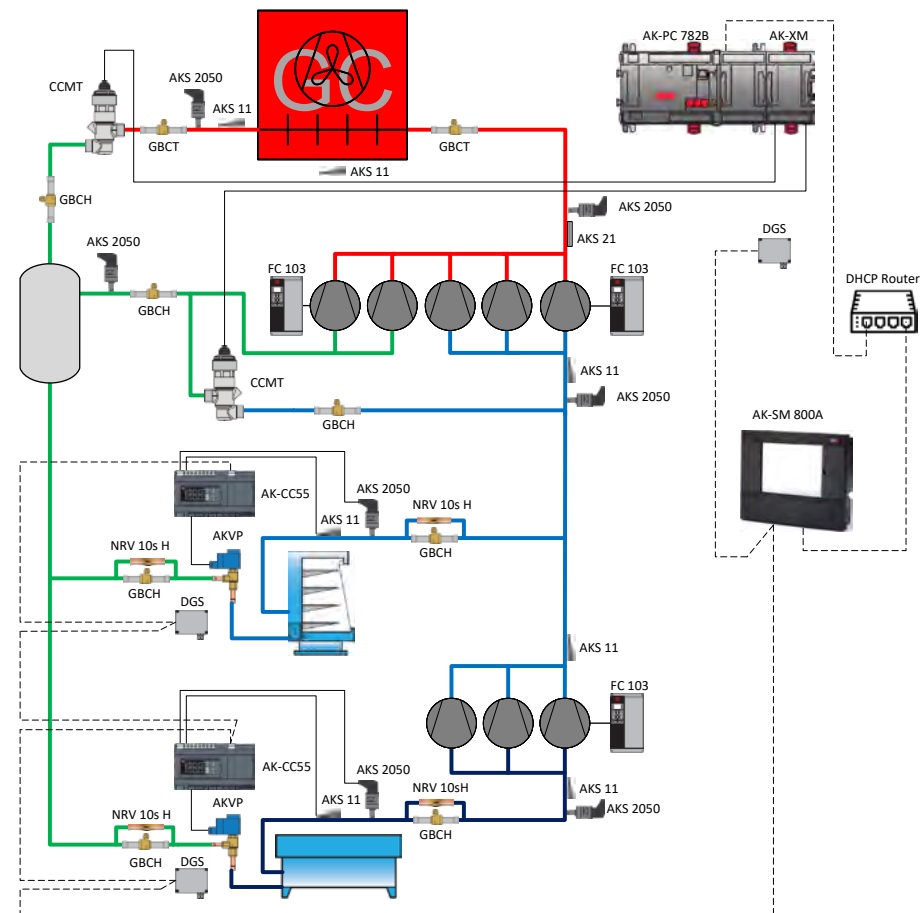 AK-PC 782B
AK-XM
GC
CCMT
AKS 2050
AKS 11
GBCT
GBCT
AKS 11
GBCH
AKS 2050
AKS 21
DGS
AKS 2050
FC 103
FC 103
DHCP Router
GBCH
CCMT
AKS 11
AKS 2050
GBCH
AK-SM 800A
AK-CC55
AKS 2050
AKS 11
NRV 10s H
NRV 10s H
AKVP
GBCH
GBCH
DGS
AKS 11
FC 103
AK-CC55
AKS 2050
AKS 11
NRV 10sH
AKS 11
AKS 2050
NRV 10s H
AKVP
GBCH
GBCH
DGS